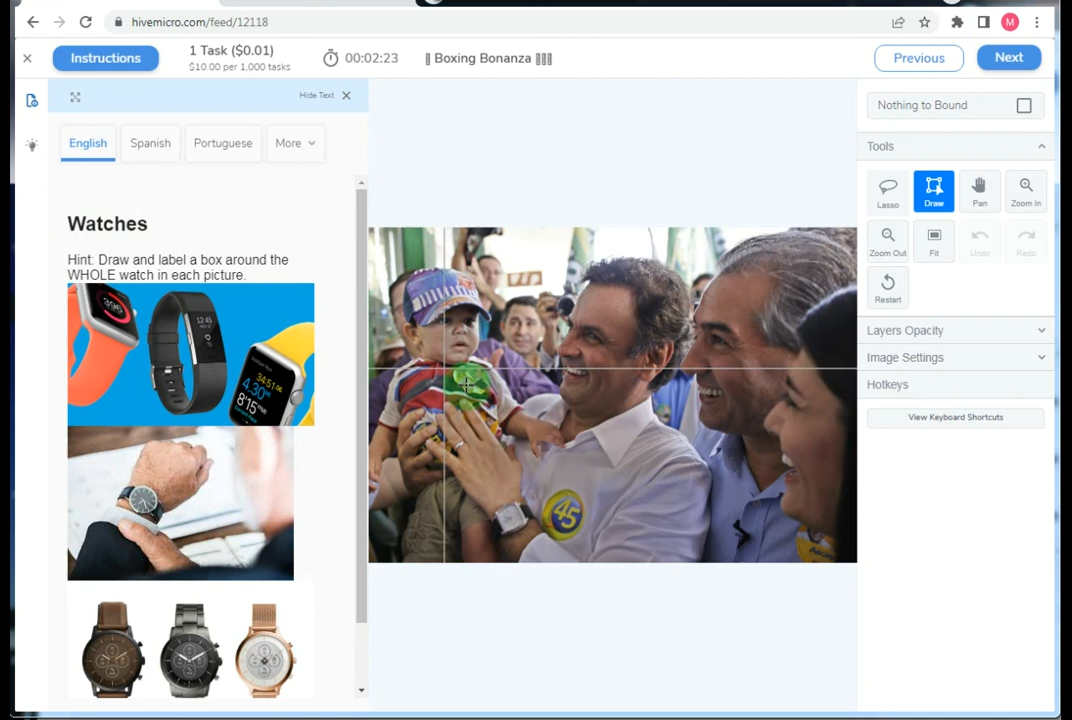 hivemicro.com/feed/12118
M
Instructions
1 Task ($0.01)
$10.00 per 1,000 tasks
00:02:23
Boxing Bonanza
Previous
Next
Hide Text
English
Spanish
Portuguese
More
Watches
Hint: Draw and label a box around the
WHOLE watch in each picture.
12:45
34:51
4.30
8'15
45
Nothing to Bound
Tools
Lasso
Draw
Pan
Zoom In
Zoom Out
Fit
Undo
Redo
Restart
Layers Opacity
Image Settings
Hotkeys
View Keyboard Shortcuts